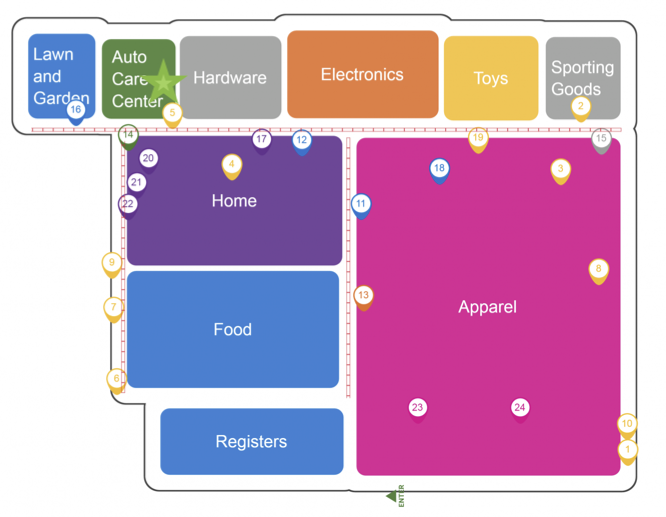 Lawn
and
Garden
Auto
Care
Center
Hardware
Electronics
Toys
Sporting
Goods
16
5
2
14
17
12
19
15
20
4
18
3
21
22
Home
11
9
8
7
13
Food
Apparel
6
23
24
10
Registers
1
ENTER